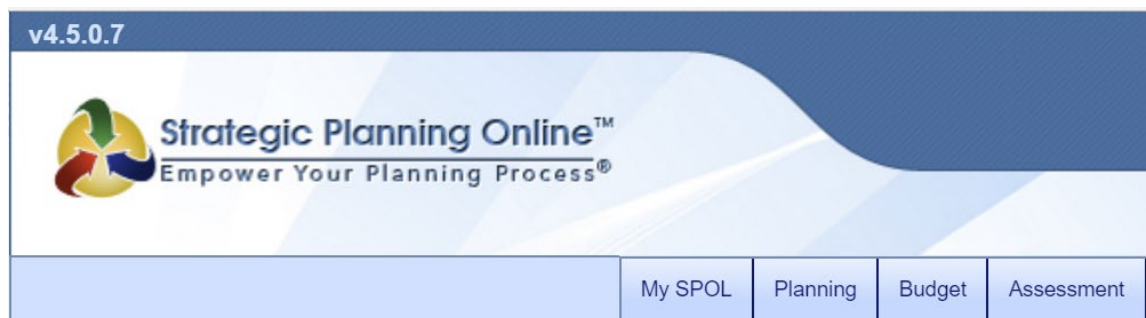 v4.5.0.7
Strategic Planning Online™
Empower Your Planning Process®
My SPOL Planning Budget Assessment